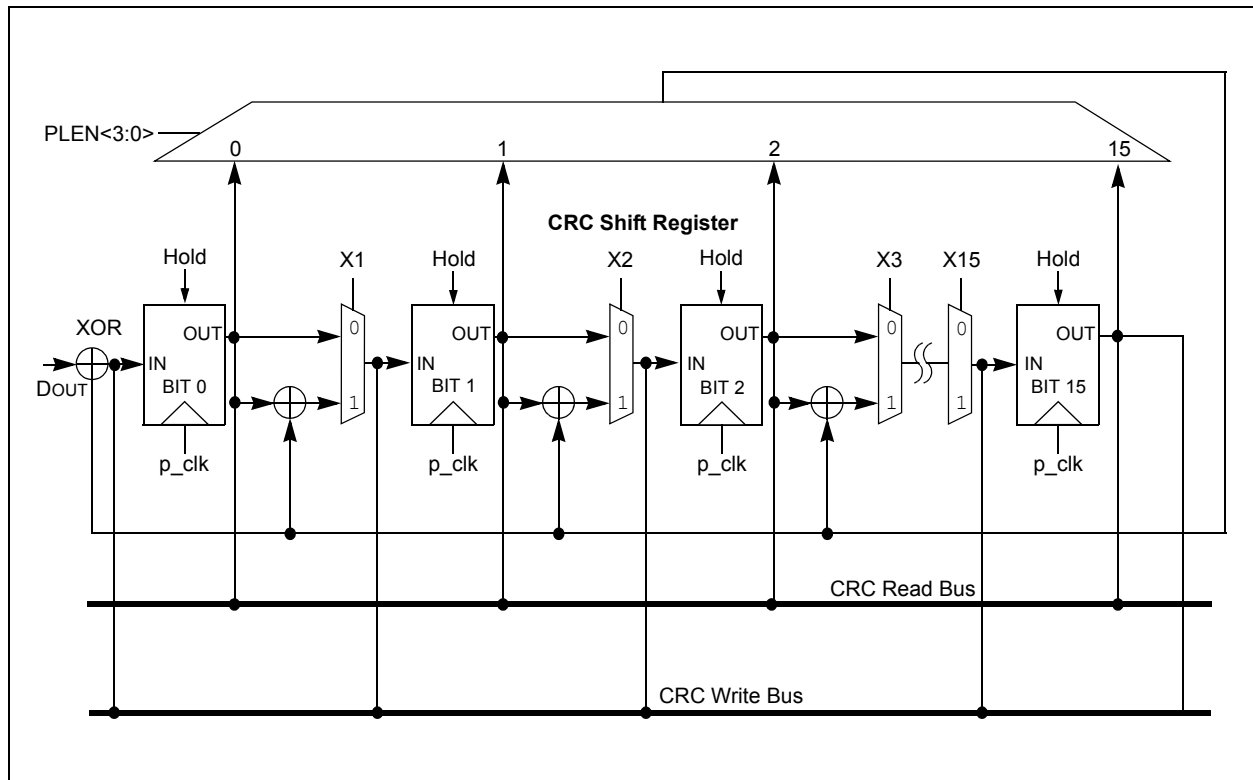 PLEN<3:0>
0 1 2 15
CRC Shift Register
Hold X1 Hold X2 Hold X3 X15 Hold
XOR OUT 0 OUT 0 OUT 0 0 OUT
IN IN IN IN
DOUT BIT 0 1 BIT 1 1 BIT 2 1 1 BIT 15
p_clk p_clk p_clk p_clk
CRC Read Bus
CRC Write Bus